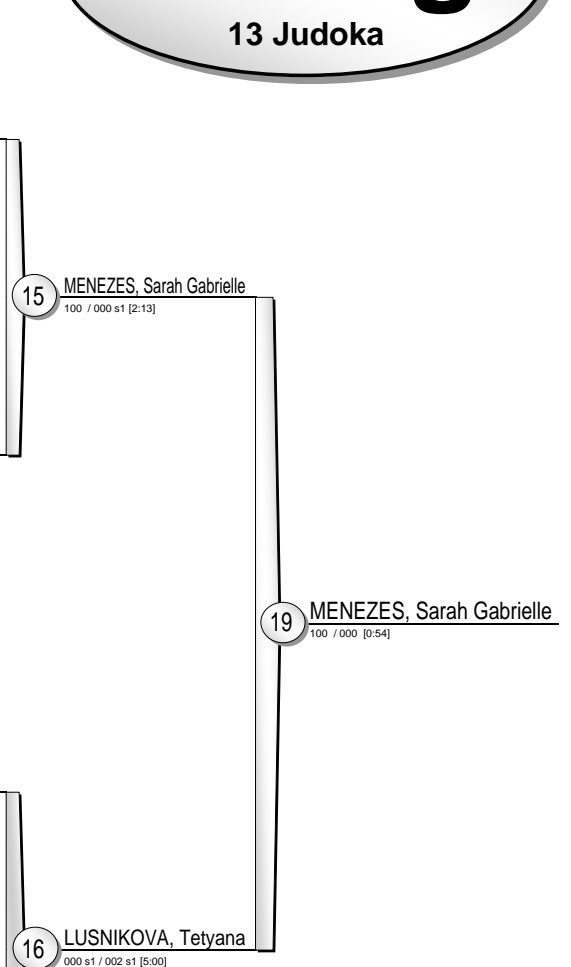 13 Judoka
15 MENEZES, Sarah Gabrielle
100 / 000 s1 [2:13]
19 MENEZES, Sarah Gabrielle
100 / 000 [0:54]
16 LUSNIKOVA, Tetyana
000 s1 / 002 s1 [5:00]